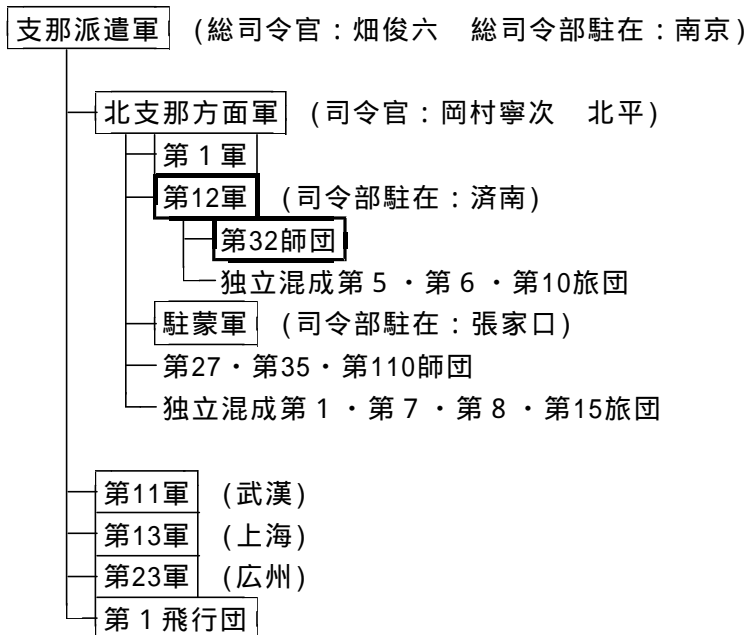 支那派遣軍 (総司令官：畑俊六　総司令部駐在：南京)
北支那方面軍 (司令官：岡村寧次　北平)
第１軍
第12軍 (司令部駐在：済南)
第32師団
独立混成第５・第６・第10旅団
駐蒙軍 (司令部駐在：張家口)
第27・第35・第110師団
独立混成第１・第７・第８・第15旅団
第11軍 (武漢)
第13軍 (上海)
第23軍 (広州)
第１飛行団